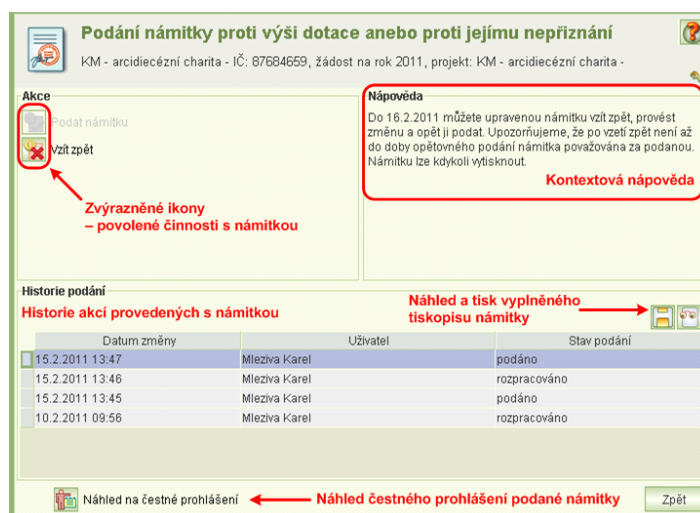 Podání námitky proti výši dotace anebo proti jejímu nepřiznání
KM - arcidiecézní charita - IČ: 87684659, žádost na rok 2011, projekt: KM - arcidiecézní charita -
Akce
Podat námitku
Vzít zpět
Zvýrazněné ikony
– povolené činnosti s námitkou
Nápověda
Do 16.2.2011 můžete upravenou námitku vzít zpět, provést
změnu a opět ji podat. Upozorňujeme, že po vzetí zpět není až
do doby opětovného podání námitka považována za podanou.
Námitku lze kdykoli vytisknout.
Kontextová nápověda
Historie podání
Historie akcí provedených s námitkou
Náhled a tisk vyplněného
tiskopisu námitky
Datum změny Uživatel Stav podání
15.2.2011 13:47 Mleziva Karel podáno
15.2.2011 13:46 Mleziva Karel rozpracováno
15.2.2011 13:45 Mleziva Karel podáno
10.2.2011 09:56 Mleziva Karel rozpracováno
Náhled na čestné prohlášení Náhled čestného prohlášení podané námitky Zpět